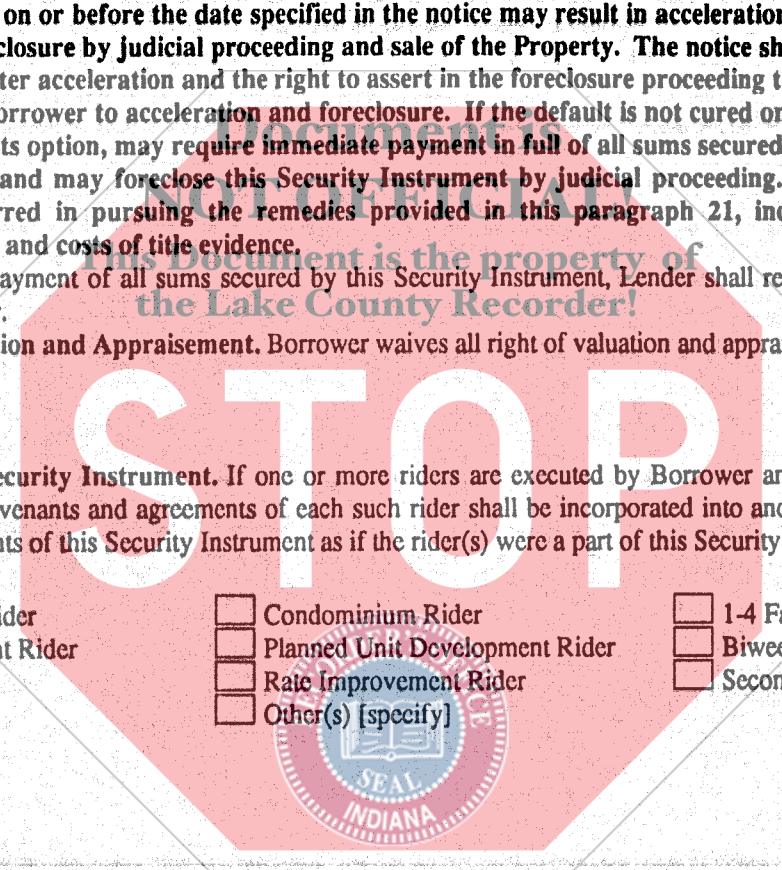 on or before the date specified in the notice may result in acceleration
closure by judicial proceeding and sale of the Property. The notice sh
ter acceleration and the right to assert in the foreclosure proceeding t
orrower to acceleration and foreclosure. If the default is not cured or
Document is
ts option, may require immediate payment in full of all sums secured
and may foreclose this Security Instrument by judicial proceeding.
NOT OFFICIAL!
rred in pursuing the remedies provided in this paragraph 21, inc
and costs of title evidence.
This Document is the property of
ayment of all sums secured by this Security Instrument, Lender shall re
the Lake County Recorder!
ion and Appraisement. Borrower waives all right of valuation and appra
STOP
ecurity Instrument. If one or more riders are executed by Borrower an
venants and agreements of each such rider shall be incorporated into and
nts of this Security Instrument as if the rider(s) were a part of this Security
ider Condominium Rider 1-4 Fa
nt Rider Planned Unit Development Rider Biwee
Rate Improvement Rider Secon
Other(s) [specify]
SEAL
INDIANA